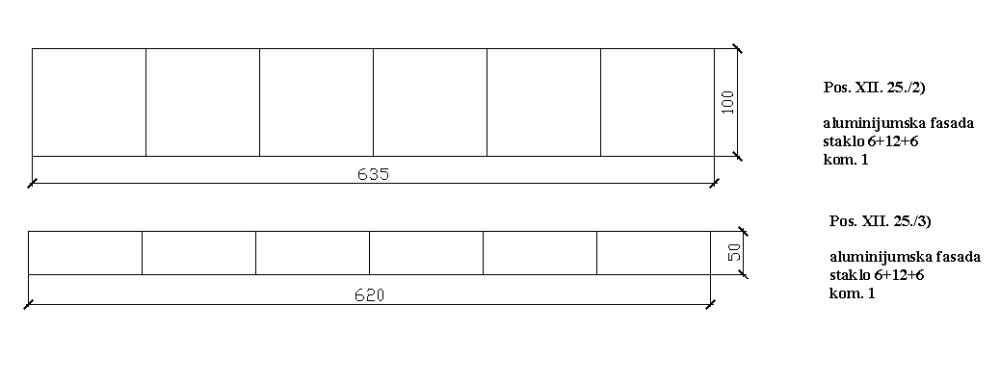 Pos. XII. 25./2)
aluminijumska fasada
staklo 6+12+6
kom. 1
100
635
Pos. XII. 25./3)
aluminijumska fasada
staklo 6+12+6
kom. 1
50
620